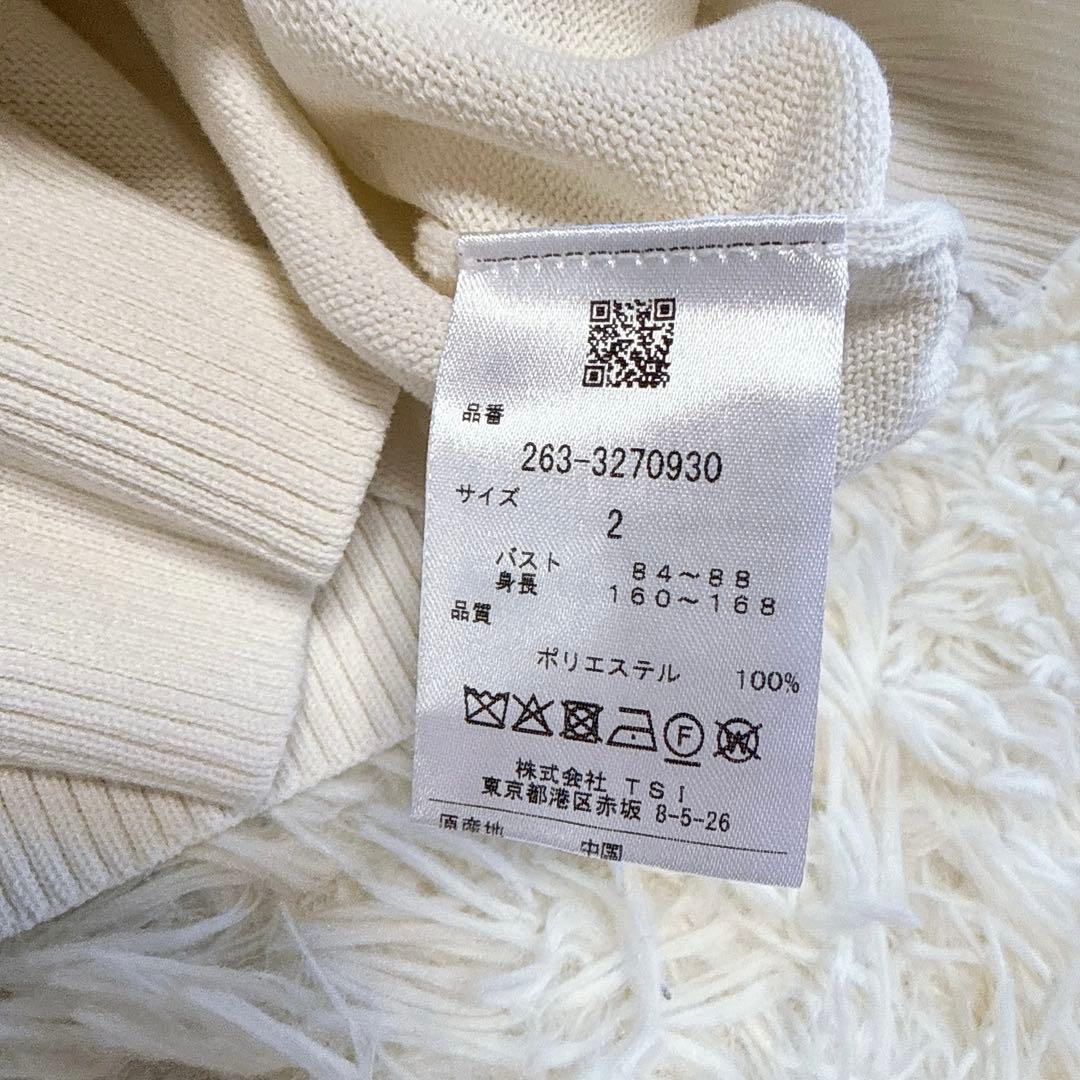 品番
263-3270930
サイズ
2
バスト 84～88
身長 160～168
品質
ポリエステル 100%
F
W
株式会社 TSI
東京都港区赤坂 8-5-26
原産地
中国